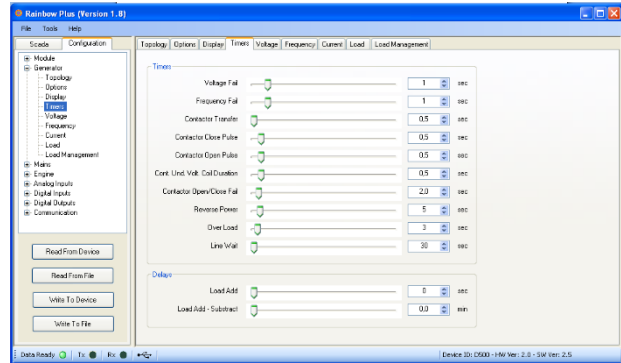 Rainbow Plus (Version 1.8)
File Tools Help
Scada Configuration
Topology Options Display Timers Voltage Frequency Current Load Load Management
Module
Generator
Topology
Options
Display
Timers
Voltage
Frequency
Current
Load
Load Management
Mains
Engine
Analog Inputs
Digital Inputs
Digital Outputs
Communication
Read From Device
Read From File
Write To Device
Write To File
Timers
Voltage Fail 1 sec
Frequency Fail 1 sec
Contactor Transfer 0,5 sec
Contactor Close Pulse 0,5 sec
Contactor Open Pulse 0,5 sec
Cont. Und. Volt. Coil Duration 0,5 sec
Contactor Open/Close Fail 2,0 sec
Reverse Power 5 sec
Over Load 3 sec
Line Wait 30 sec
Delays
Load Add 0 sec
Load Add - Substract 0,0 min
Data Ready Tx Rx Device ID: D500 - HW Ver: 2.0 - SW Ver: 2.5